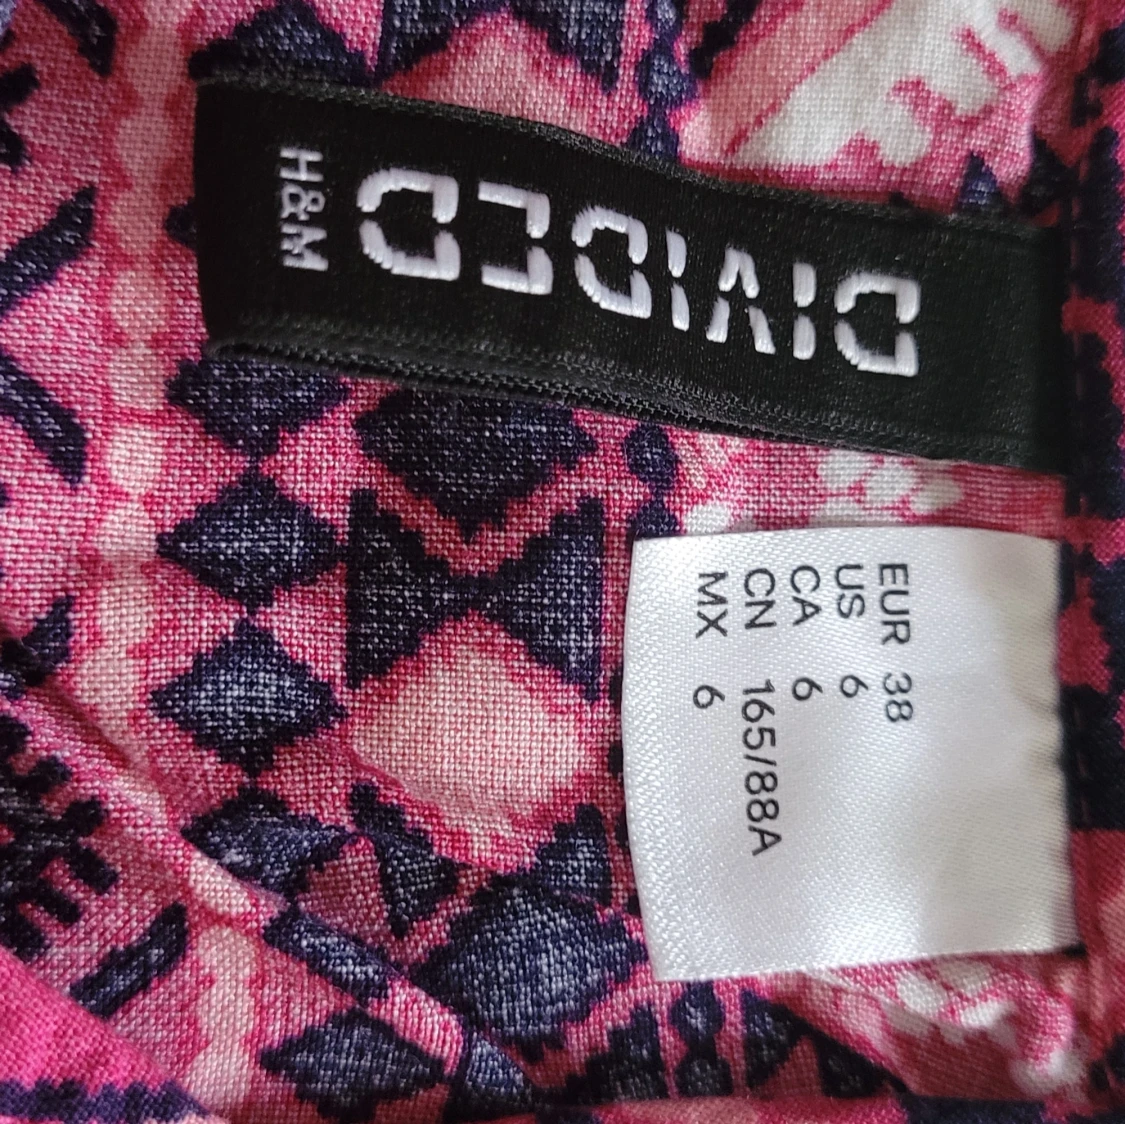 DIVIDED
H&M
EUR 38
US 6
CA 6
CN 165/88A
MX 6